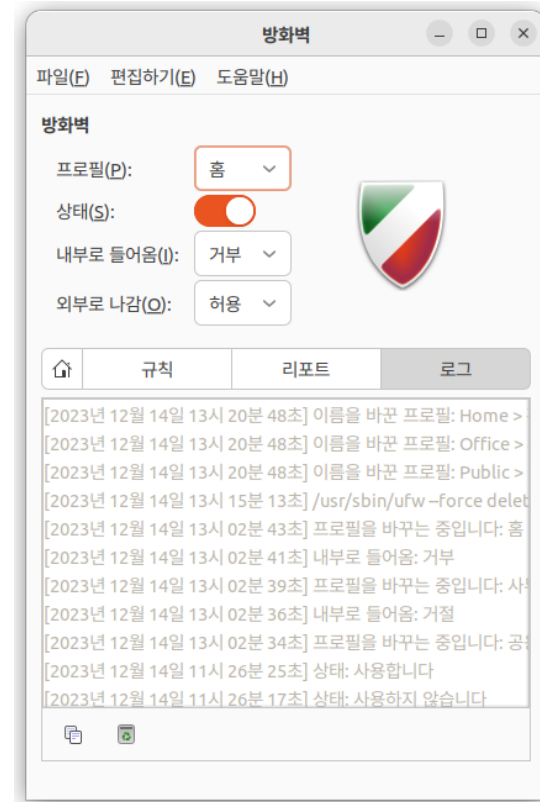 방화벽
파일(F) 편집하기(E) 도움말(H)
방화벽
프로필(P): 홈
상태(S):
내부로 들어옴(I): 거부
외부로 나감(O): 허용
규칙 리포트 로그
[2023년 12월 14일 13시 20분 48초] 이름을 바꾼 프로필: Home >
[2023년 12월 14일 13시 20분 48초] 이름을 바꾼 프로필: Office >
[2023년 12월 14일 13시 20분 48초] 이름을 바꾼 프로필: Public >
[2023년 12월 14일 13시 15분 13초] /usr/sbin/ufw --force delet
[2023년 12월 14일 13시 02분 43초] 프로필을 바꾸는 중입니다: 홈
[2023년 12월 14일 13시 02분 41초] 내부로 들어옴: 거부
[2023년 12월 14일 13시 02분 39초] 프로필을 바꾸는 중입니다: 사
[2023년 12월 14일 13시 02분 36초] 내부로 들어옴: 거절
[2023년 12월 14일 13시 02분 34초] 프로필을 바꾸는 중입니다: 공
[2023년 12월 14일 11시 26분 25초] 상태: 사용합니다
[2023년 12월 14일 11시 26분 17초] 상태: 사용하지 않습니다